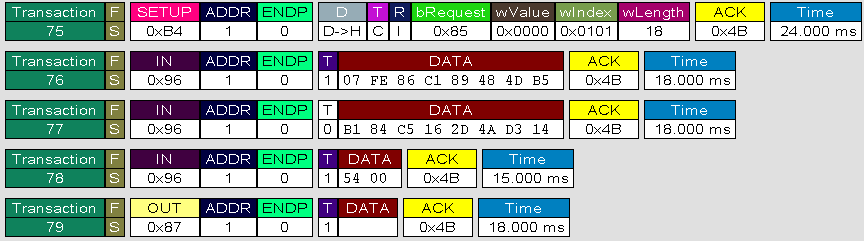 Transaction F SETUP ADDR ENDP D T R bRequest wValue wIndex wLength ACK Time
75 S 0xB4 1 0 D->H C I 0x85 0x0000 0x0101 18 0x4B 24.000 ms
Transaction F IN ADDR ENDP T DATA ACK Time
76 S 0x96 1 0 1 07 FE 86 C1 89 48 4D B5 0x4B 18.000 ms
Transaction F IN ADDR ENDP T DATA ACK Time
77 S 0x96 1 0 0 B1 84 C5 16 2D 4A D3 14 0x4B 18.000 ms
Transaction F IN ADDR ENDP T DATA ACK Time
78 S 0x96 1 0 1 54 00 0x4B 15.000 ms
Transaction F OUT ADDR ENDP T DATA ACK Time
79 S 0x87 1 0 1 0x4B 18.000 ms